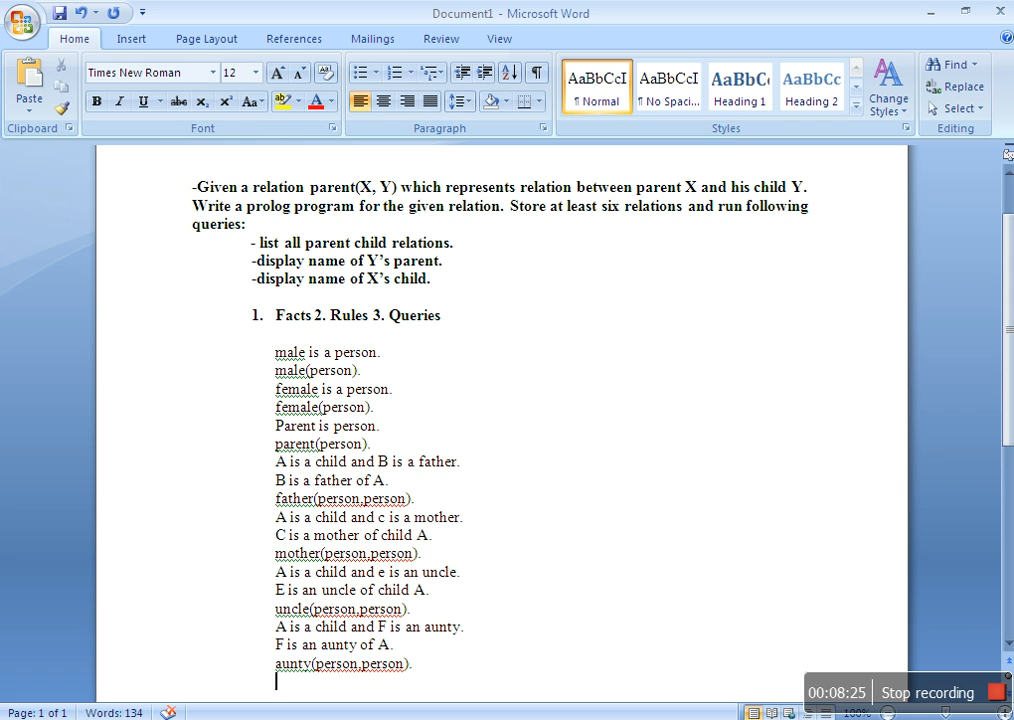 Document1 - Microsoft Word
Home Insert Page Layout References Mailings Review View
Paste
Clipboard
Times New Roman 12
B I U abc X₂ X² Aa A
Font
Paragraph
AaBbCcI AaBbCcI AaBbC AaBbCc
¶ Normal ¶ No Spaci... Heading 1 Heading 2
Change Styles
Styles
Find
Replace
Select
Editing
-Given a relation parent(X, Y) which represents relation between parent X and his child Y.
Write a prolog program for the given relation. Store at least six relations and run following
queries:
- list all parent child relations.
-display name of Y’s parent.
-display name of X’s child.
1. Facts 2. Rules 3. Queries
male is a person.
male(person).
female is a person.
female(person).
Parent is person.
parent(person).
A is a child and B is a father.
B is a father of A.
father(person,person).
A is a child and c is a mother.
C is a mother of child A.
mother(person,person).
A is a child and e is an uncle.
E is an uncle of child A.
uncle(person,person).
A is a child and F is an aunty.
F is an aunty of A.
aunty(person,person).
00:08:25 Stop recording
Page: 1 of 1 Words: 134 100%